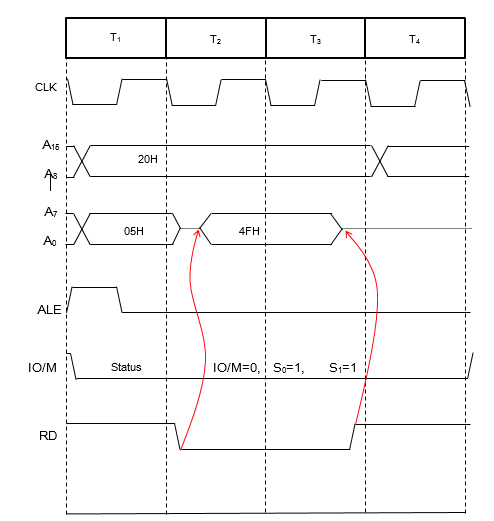 T₁ T₂ T₃ T₄
CLK
A₁₅
20H
A₈
A₇
05H 4FH
A₀
ALE
IO/M Status IO/M=0, S₀=1, S₁=1
RD